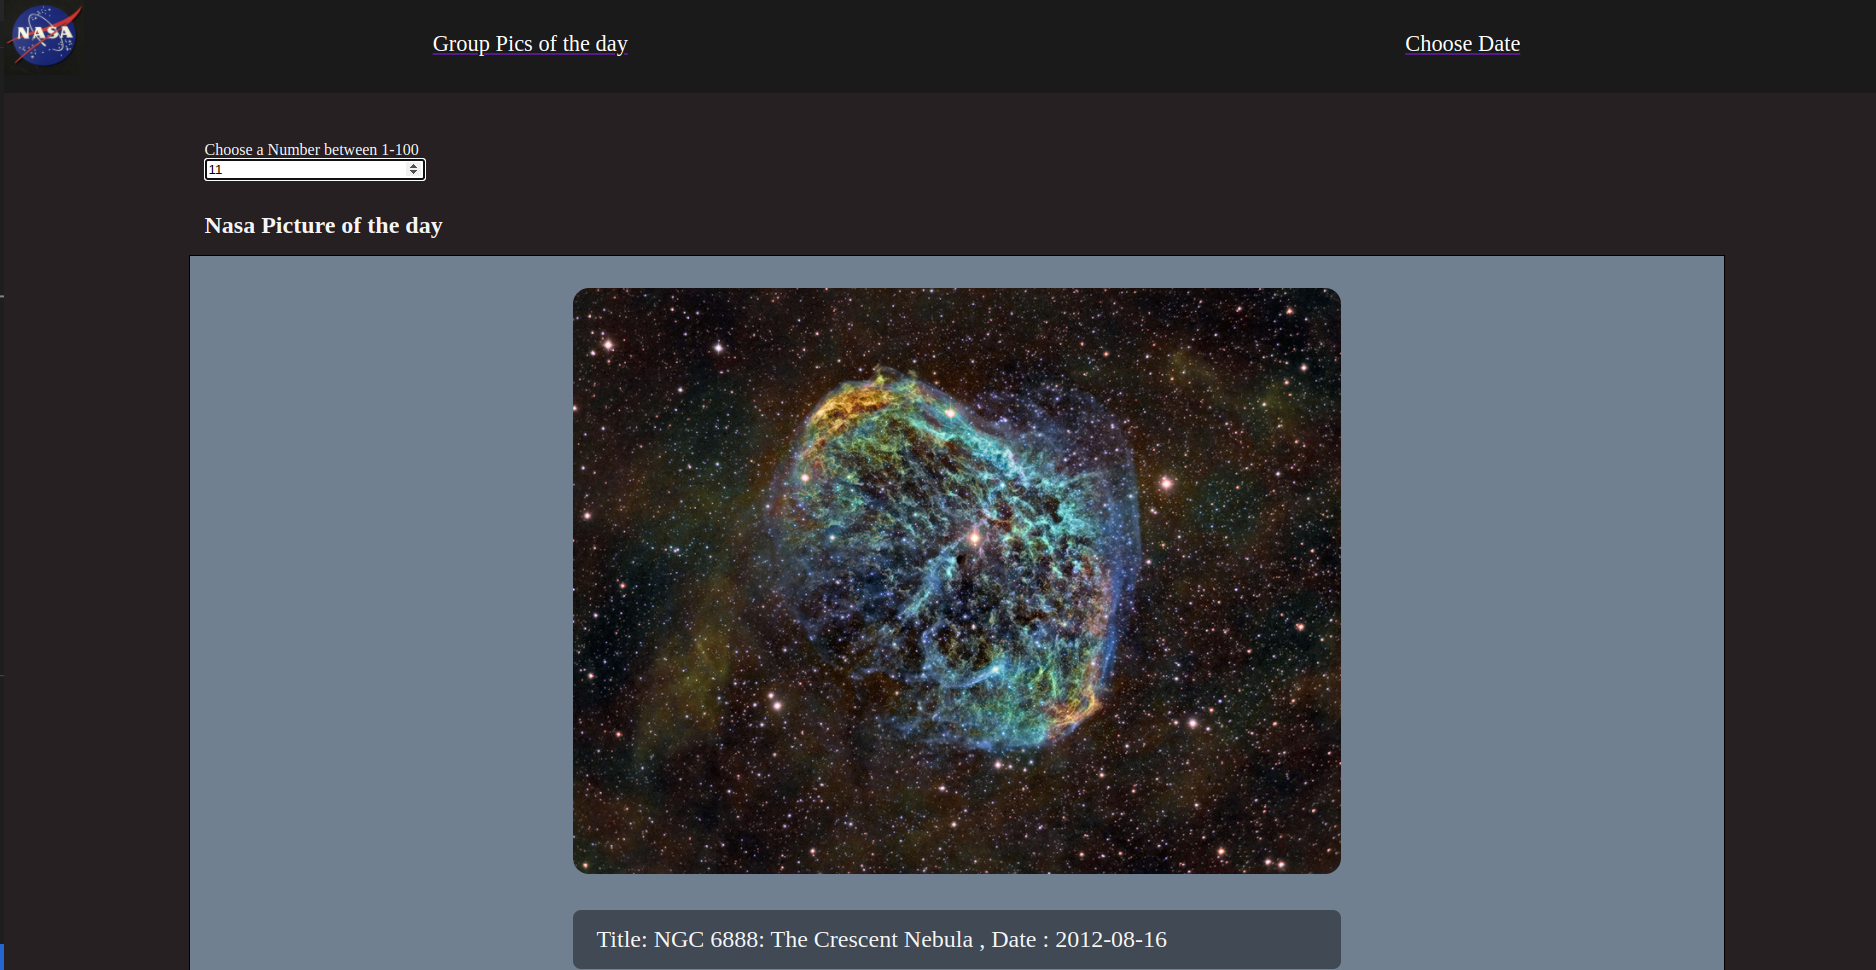 NASA
Group Pics of the day
Choose Date
Choose a Number between 1-100
11
Nasa Picture of the day
Title: NGC 6888: The Crescent Nebula , Date : 2012-08-16